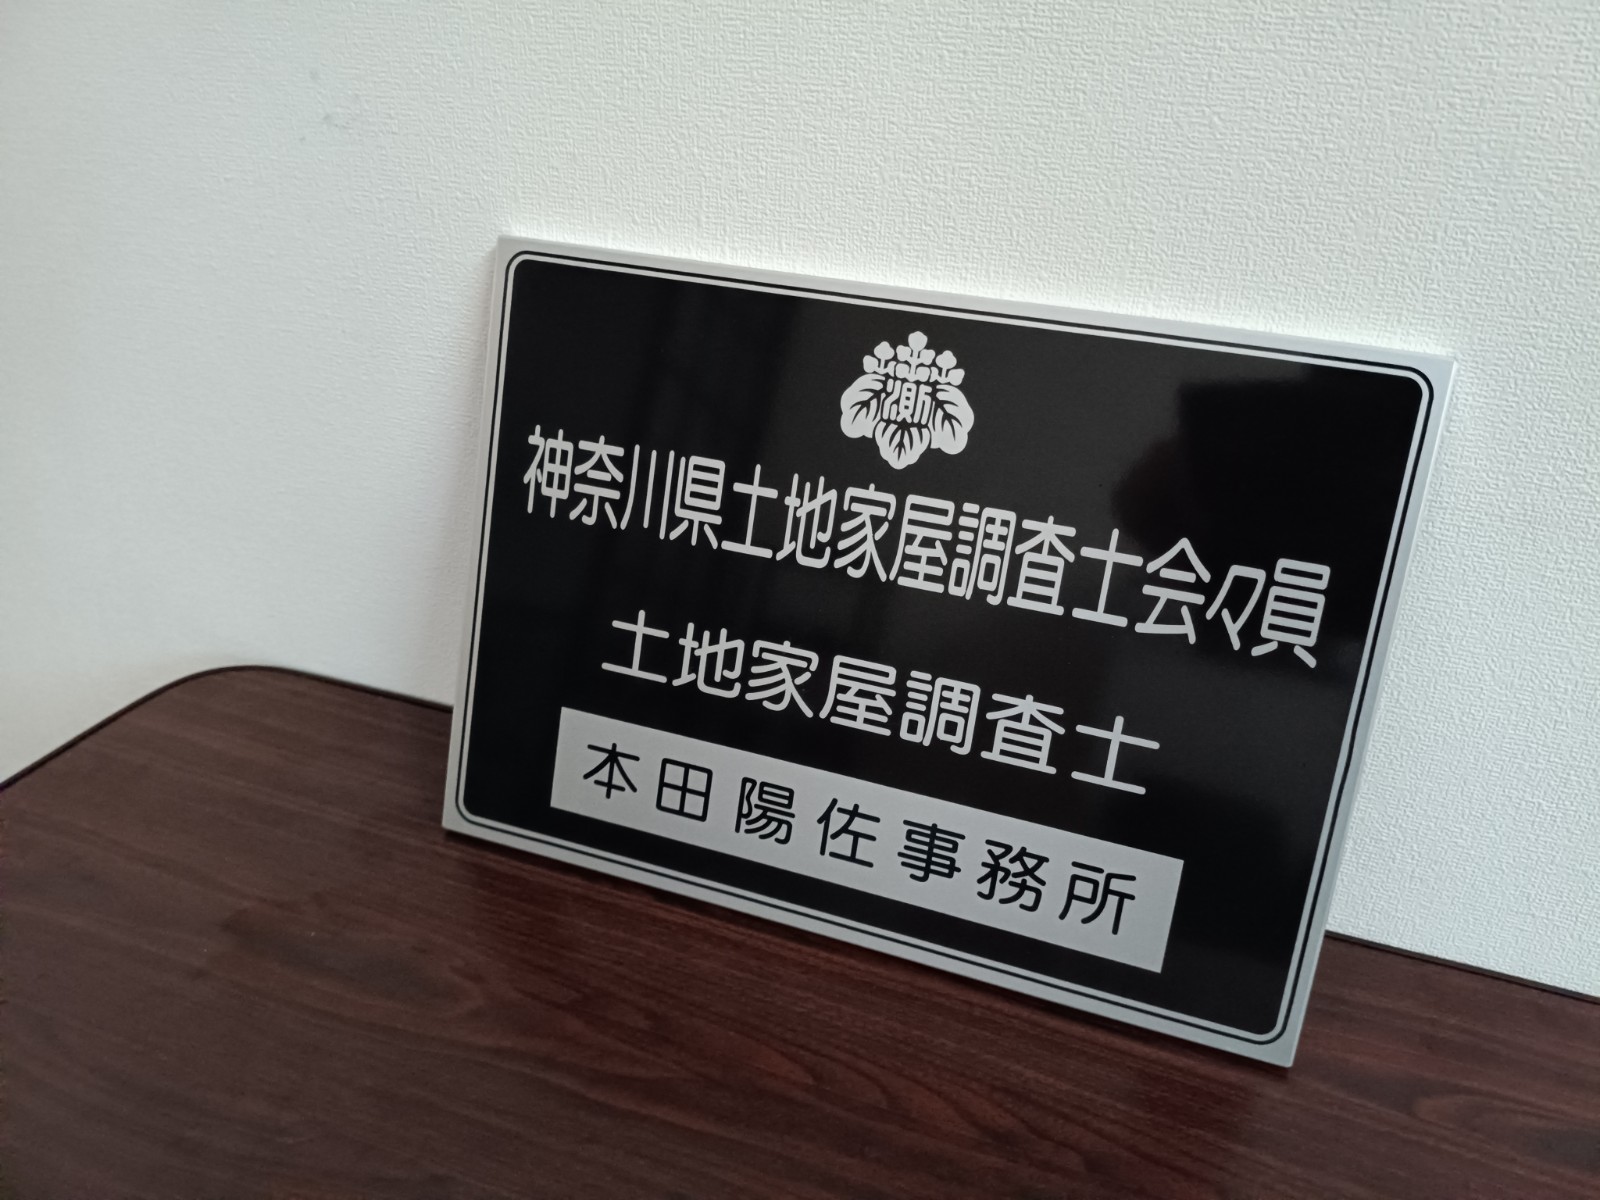 測
神奈川県土地家屋調査士会々員
土地家屋調査士
本田陽佐事務所